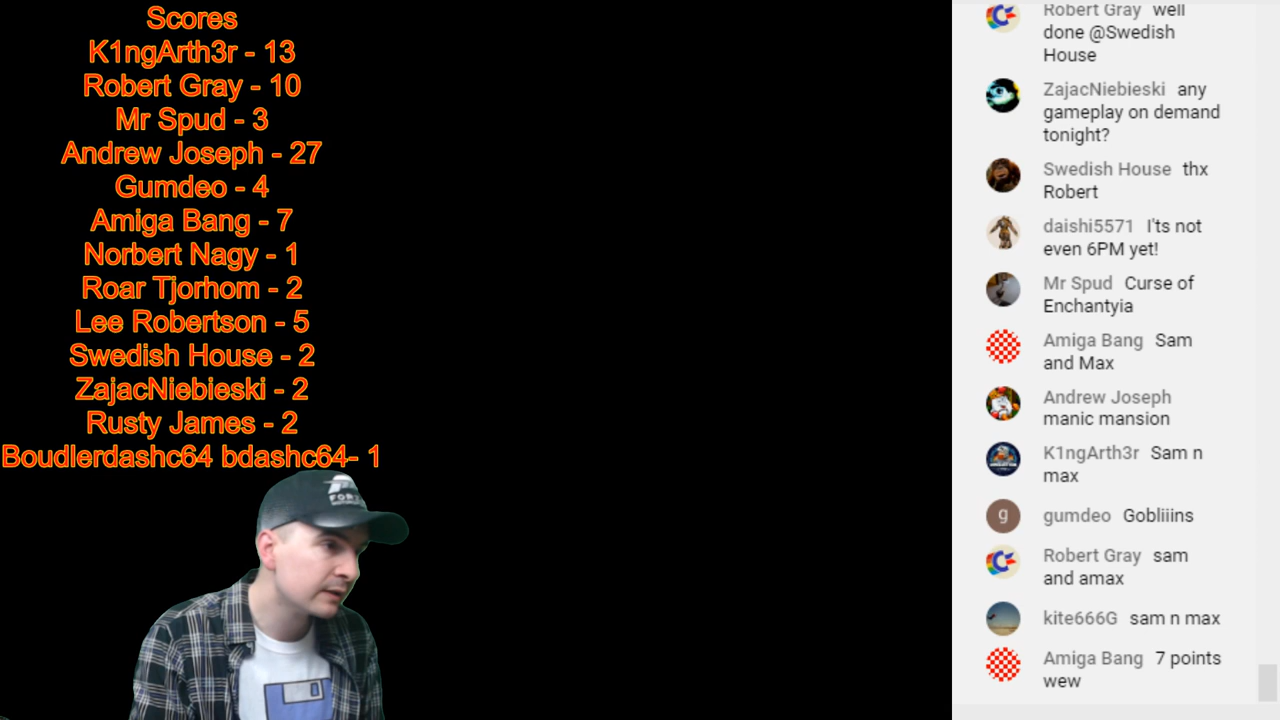 Scores
K1ngArth3r - 13
Robert Gray - 10
Mr Spud - 3
Andrew Joseph - 27
Gumdeo - 4
Amiga Bang - 7
Norbert Nagy - 1
Roar Tjorhom - 2
Lee Robertson - 5
Swedish House - 2
ZajacNiebieski - 2
Rusty James - 2
Boudlerdashc64 bdashc64- 1
FOR
Robert Gray well
done @Swedish
House
ZajacNiebieski any
gameplay on demand
tonight?
Swedish House thx
Robert
daishi5571 I'ts not
even 6PM yet!
Mr Spud Curse of
Enchantyia
Amiga Bang Sam
and Max
Andrew Joseph
manic mansion
K1ngArth3r Sam n
max
g
gumdeo Gobliiins
Robert Gray sam
and amax
kite666G sam n max
Amiga Bang 7 points
wew